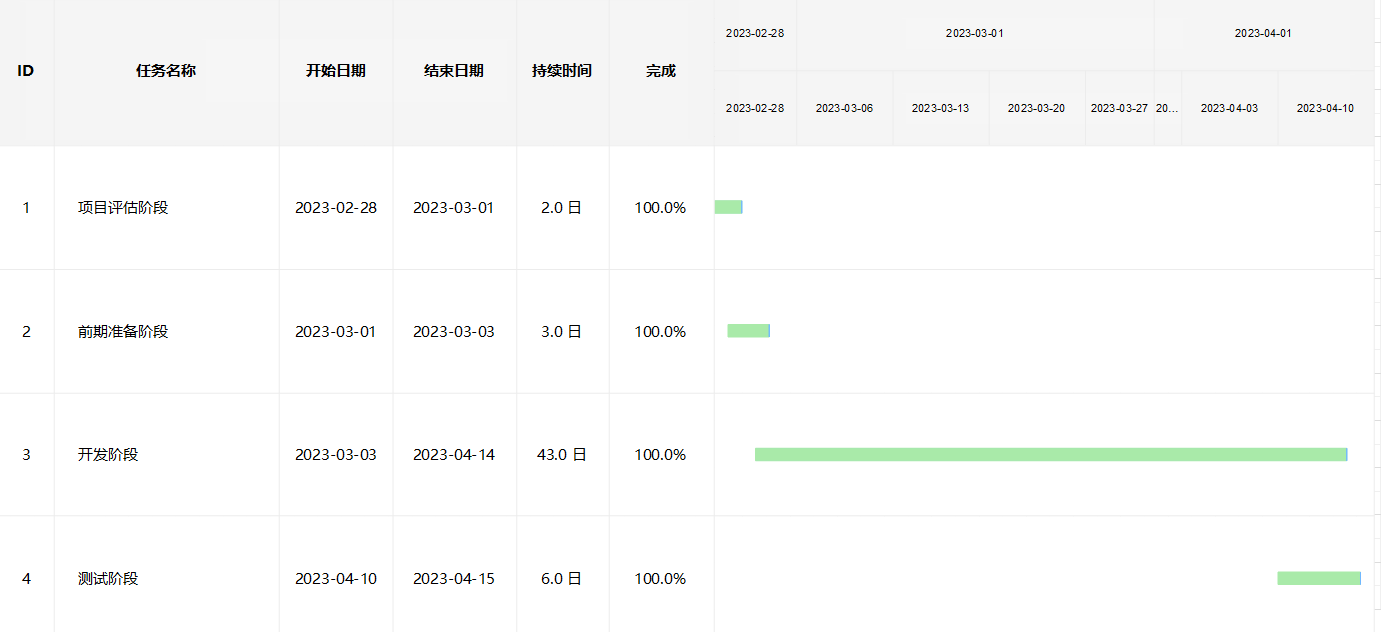 ID 任务名称 开始日期 结束日期 持续时间 完成
2023-02-28 2023-03-01 2023-04-01
2023-02-28 2023-03-06 2023-03-13 2023-03-20 2023-03-27 20... 2023-04-03 2023-04-10
1 项目评估阶段 2023-02-28 2023-03-01 2.0 日 100.0%
2 前期准备阶段 2023-03-01 2023-03-03 3.0 日 100.0%
3 开发阶段 2023-03-03 2023-04-14 43.0 日 100.0%
4 测试阶段 2023-04-10 2023-04-15 6.0 日 100.0%